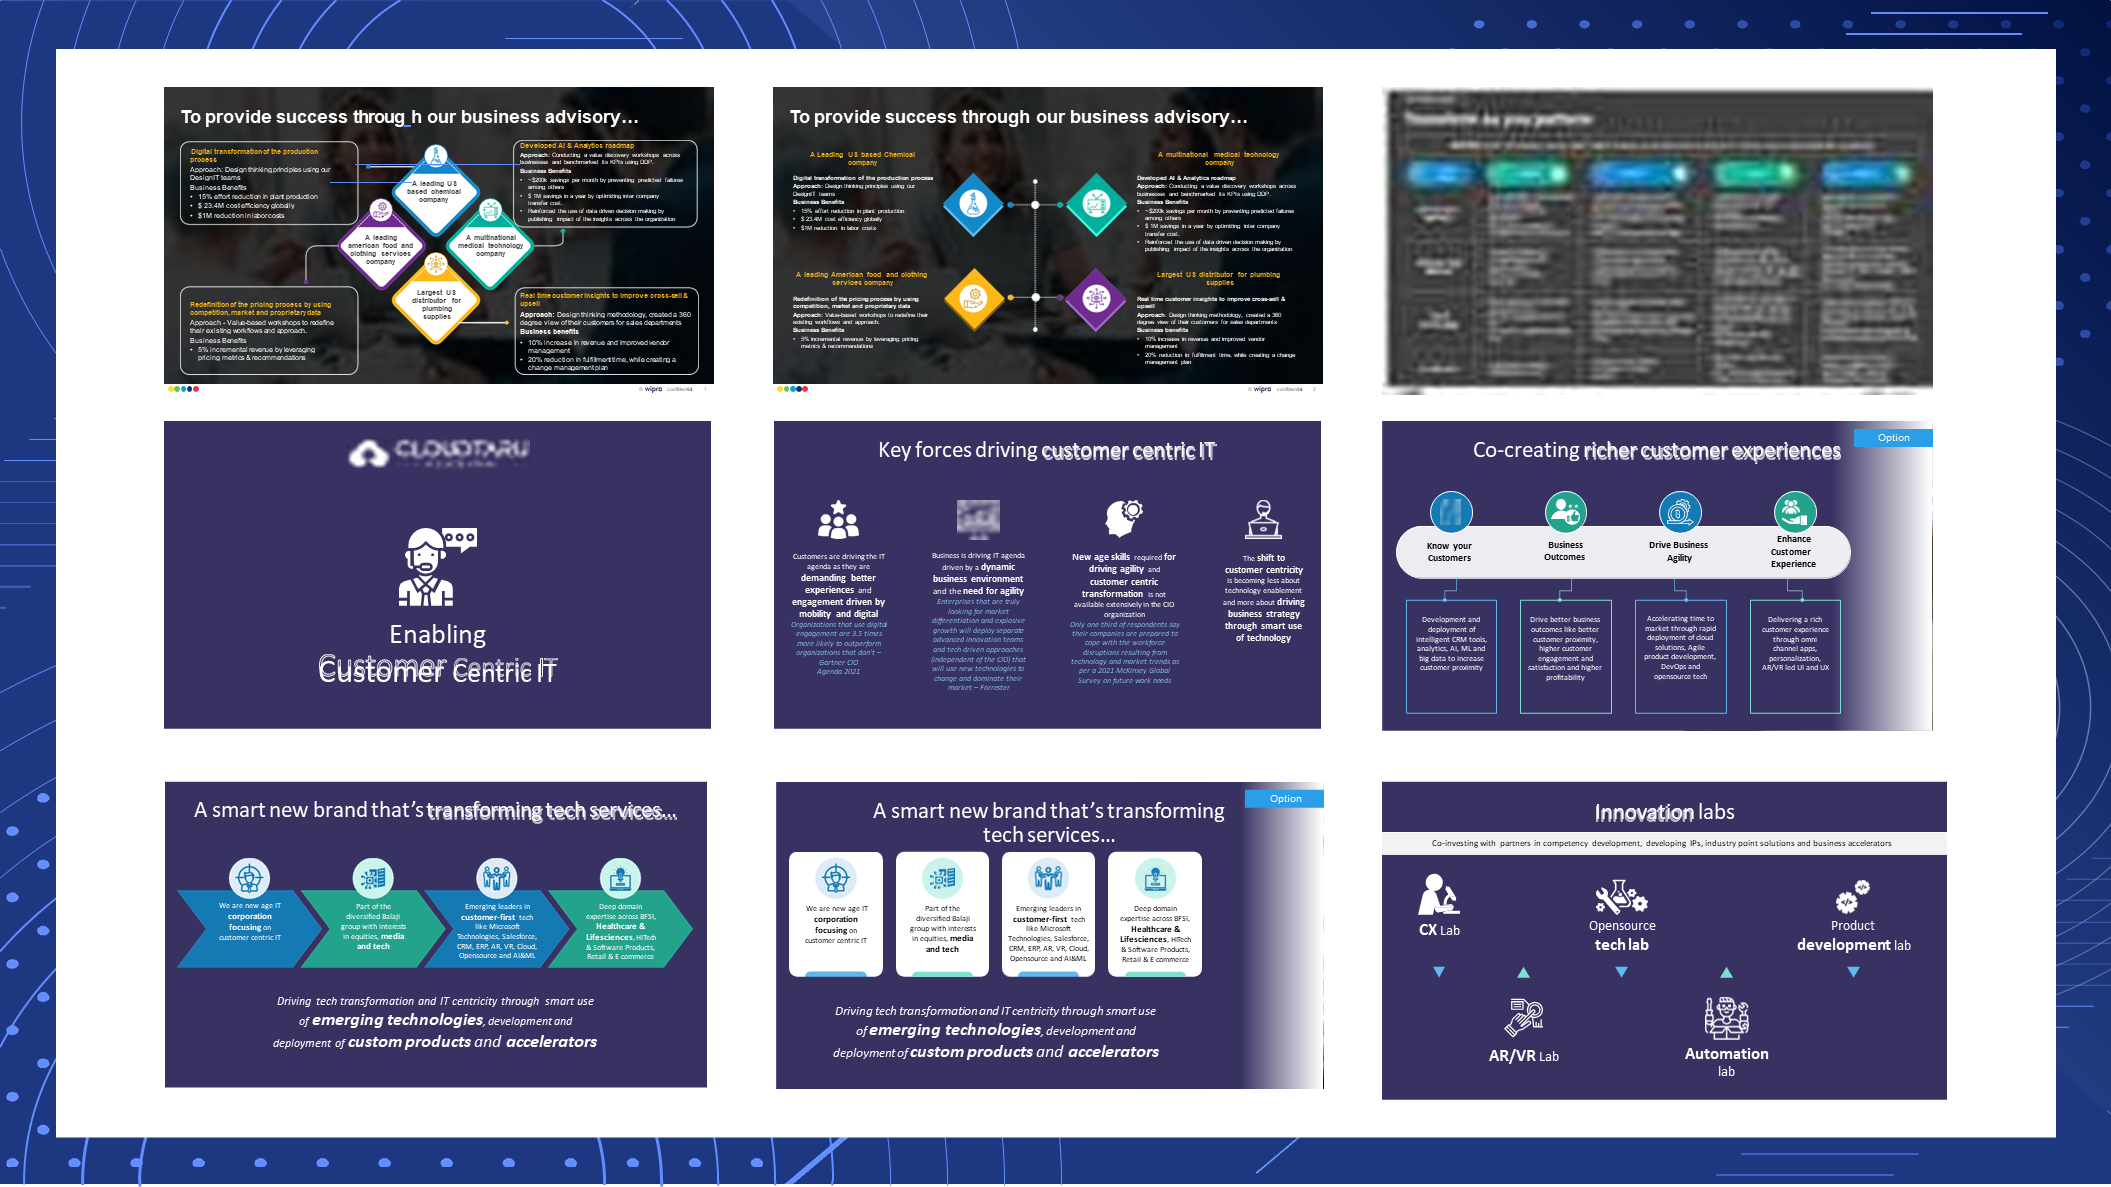 To provide success throug_h our business advisory...
Digital transformation of the production
process
Approach: Design thinking principles using our
DesignIT teams
Business Benefits
• 15% effort reduction in plant production
• $ 23.4M cost efficiency globally
• $1M reduction in labor costs
Developed AI & Analytics roadmap
Approach: Conducting a value discovery workshops across
businesses and benchmarked its KPIs using DDP.
Business Benefits
• ~$200k savings per month by preventing predicted failures
among others
• $ 1M savings in a year by optimizing inter company
transfer cost.
• Reinforced the use of data driven decision making by
publishing impact of the insights across the organization
A leading US
based chemical
company
A leading
american food and
clothing services
company
A multinational
medical technology
company
Largest US
distributor for
plumbing
supplies
Redefinition of the pricing process by using
competition, market and proprietary data
Approach - Value-based workshops to redefine
their existing workflows and approach.
Business Benefits
• 5% incremental revenue by leveraging
pricing metrics & recommendations
Real time customer insights to improve cross-sell &
upsell
Approach: Design thinking methodology, created a 360
degree view of their customers for sales departments
Business benefits
• 10% increase in revenue and improved vendor
management
• 20% reduction in fulfillment time, while creating a
change management plan
© wipro confidential 1
To provide success through our business advisory...
A Leading US based Chemical
company
Digital transformation of the production process
Approach: Design thinking principles using our
DesignIT teams
Business Benefits
• 15% effort reduction in plant production
• $ 23.4M cost efficiency globally
• $1M reduction in labor costs
A multinational medical technology
company
Developed AI & Analytics roadmap
Approach: Conducting a value discovery workshops across
businesses and benchmarked its KPIs using DDP.
Business Benefits
• ~$200k savings per month by preventing predicted failures
among others
• $ 1M savings in a year by optimizing inter company
transfer cost.
• Reinforced the use of data driven decision making by
publishing impact of the insights across the organization
A leading American food and clothing
services company
Redefinition of the pricing process by using
competition, market and proprietary data
Approach: Value-based workshops to redefine their
existing workflows and approach.
Business Benefits
• 5% incremental revenue by leveraging pricing
metrics & recommendations
Largest US distributor for plumbing
supplies
Real time customer insights to improve cross-sell &
upsell
Approach: Design thinking methodology, created a 360
degree view of their customers for sales departments
Business benefits
• 10% increase in revenue and improved vendor
management
• 20% reduction in fulfillment time, while creating a change
management plan
© wipro confidential 2
CLOUDTARU
Enabling
Customer Centric IT
Key forces driving customer centric IT
Customers are driving the IT
agenda as they are
demanding better
experiences and
engagement driven by
mobility and digital
Organizations that use digital
engagement are 3.5 times
more likely to outperform
organizations that don't –
Gartner CIO
Agenda 2021
Business is driving IT agenda
driven by a dynamic
business environment
and the need for agility
Enterprises that are truly
looking for market
differentiation and explosive
growth will deploy separate
advanced innovation teams
and tech driven approaches
(independent of the CIO) that
will use new technologies to
change and dominate their
market – Forrester
New age skills required for
driving agility and
customer centric
transformation is not
available extensively in the CIO
organization
Only one third of respondents say
their companies are prepared to
cope with the workforce
disruptions resulting from
technology and market trends as
per a 2021 McKinsey Global
Survey on future work needs
The shift to
customer centricity
is becoming less about
technology enablement
and more about driving
business strategy
through smart use
of technology
Co-creating richer customer experiences
Option
Know your
Customers
Business
Outcomes
Drive Business
Agility
Enhance
Customer
Experience
Development and
deployment of
intelligent CRM tools,
analytics, AI, ML and
big data to increase
customer proximity
Drive better business
outcomes like better
customer proximity,
higher customer
engagement and
satisfaction and higher
profitability
Accelerating time to
market through rapid
deployment of cloud
solutions, Agile
product development,
DevOps and
opensource tech
Delivering a rich
customer experience
through omni
channel apps,
personalization,
AR/VR led UI and UX
A smart new brand that's transforming tech services...
We are new age IT
corporation
focusing on
customer centric IT
Part of the
diversified Balaji
group with interests
in equities, media
and tech
Emerging leaders in
customer-first tech
like Microsoft
Technologies, Salesforce,
CRM, ERP, AR, VR, Cloud,
Opensource and AI&ML
Deep domain
expertise across BFSI,
Healthcare &
Lifesciences, HiTech
& Software Products,
Retail & E commerce
Driving tech transformation and IT centricity through smart use
of emerging technologies, development and
deployment of custom products and accelerators
A smart new brand that's transforming
tech services...
Option
We are new age IT
corporation
focusing on
customer centric IT
Part of the
diversified Balaji
group with interests
in equities, media
and tech
Emerging leaders in
customer-first tech
like Microsoft
Technologies, Salesforce,
CRM, ERP, AR, VR, Cloud,
Opensource and AI&ML
Deep domain
expertise across BFSI,
Healthcare &
Lifesciences, HiTech
& Software Products,
Retail & E commerce
Driving tech transformation and IT centricity through smart use
of emerging technologies, development and
deployment of custom products and accelerators
Innovation labs
Co-investing with partners in competency development, developing IPs, industry point solutions and business accelerators
CX Lab
Opensource
tech lab
Product
development lab
AR/VR Lab
Automation
lab